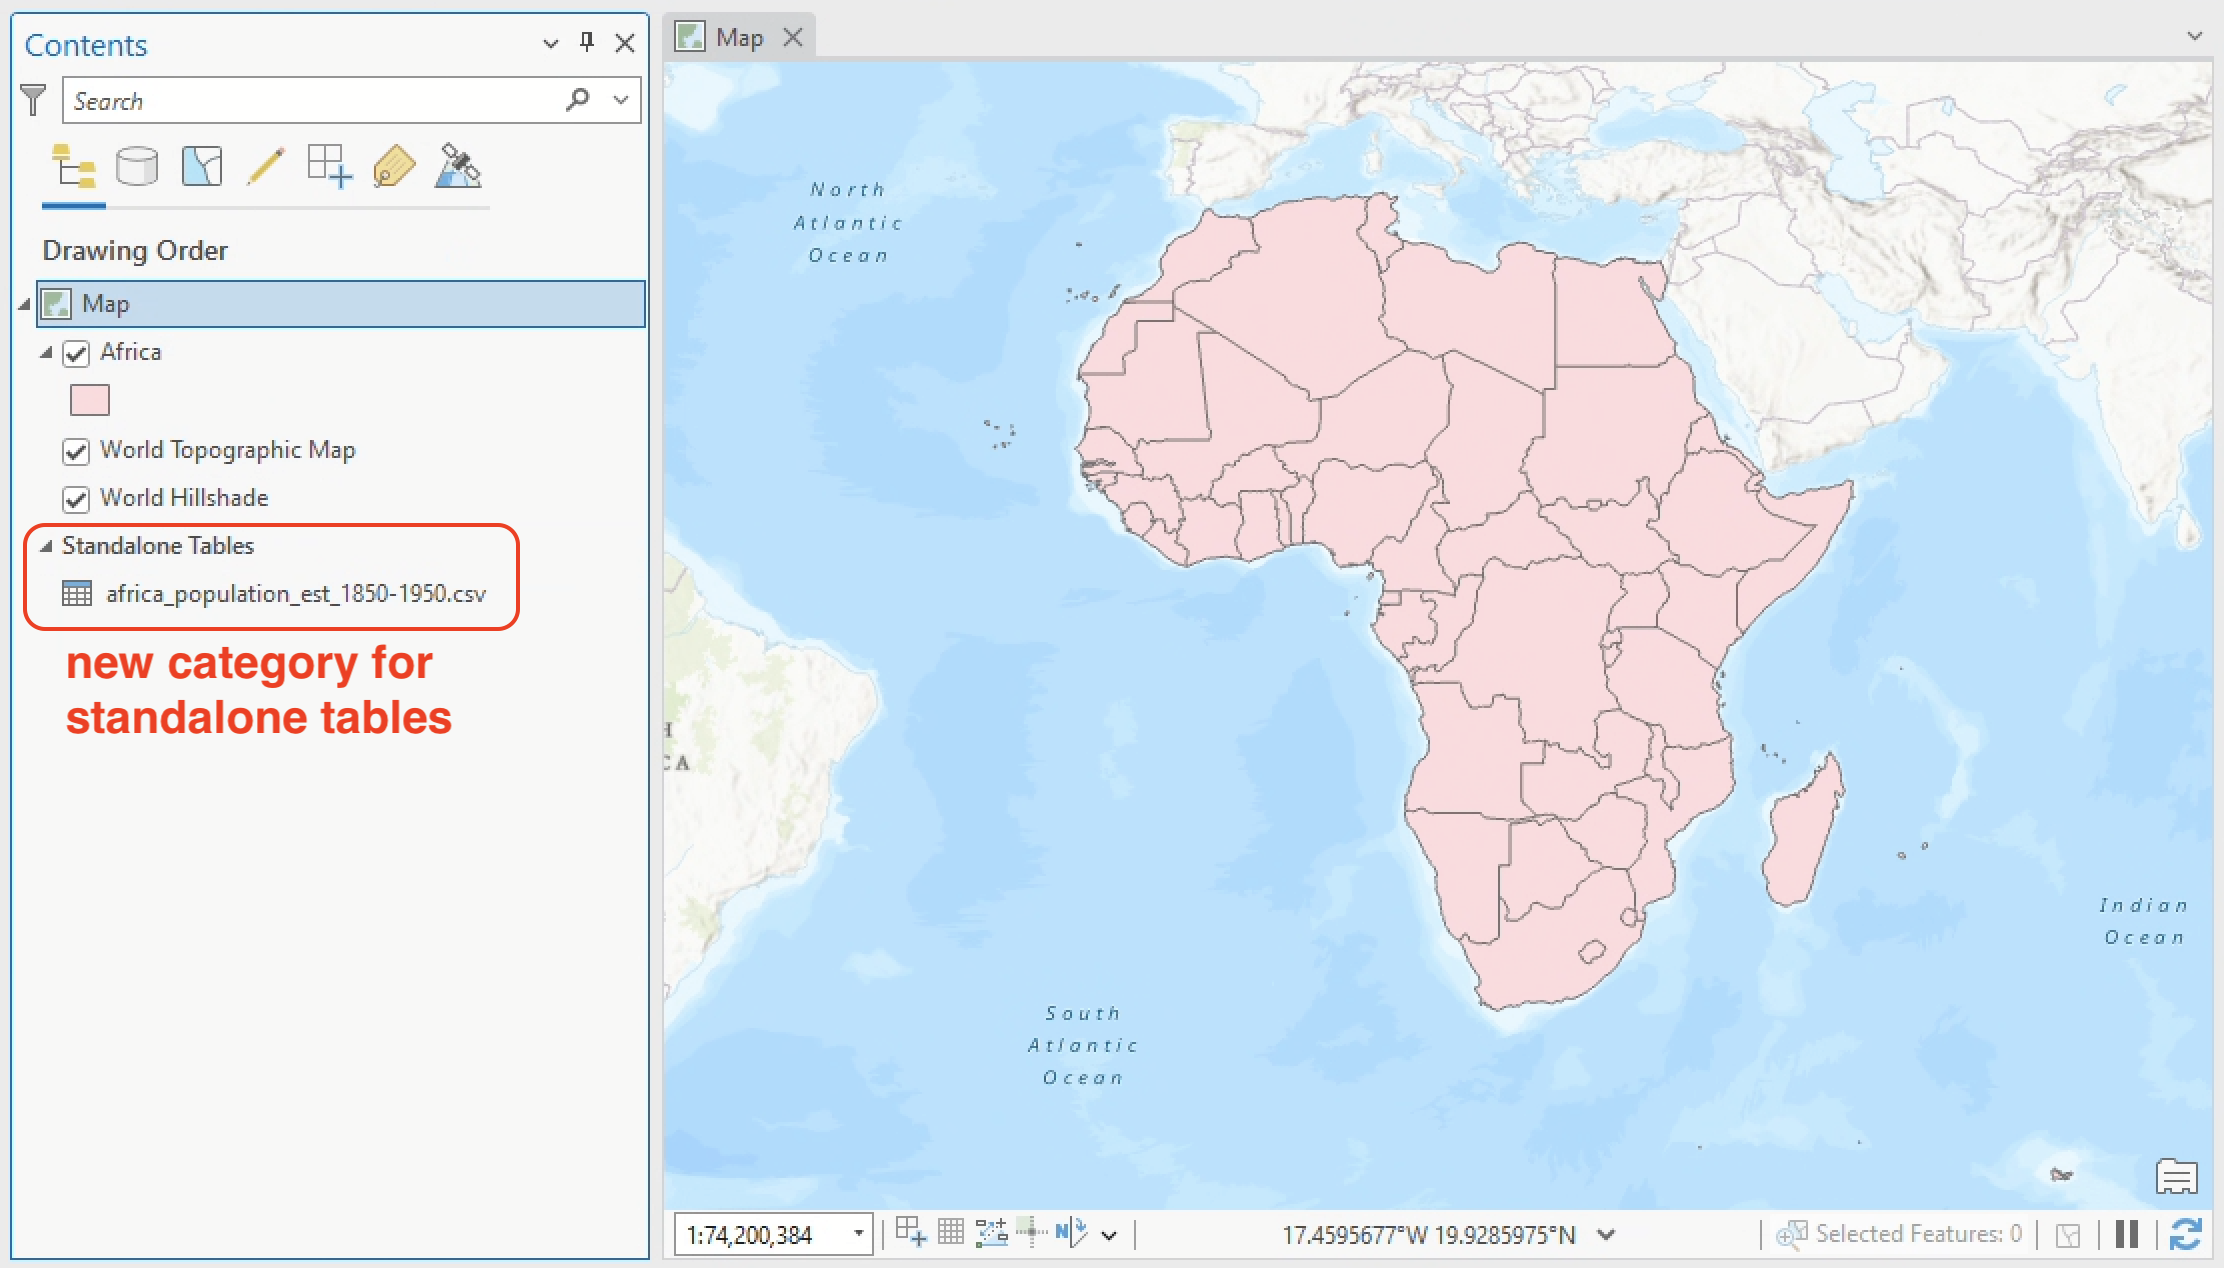 Contents
Search
Drawing Order
Map
Africa
World Topographic Map
World Hillshade
Standalone Tables
africa_population_est_1850-1950.csv
new category for
standalone tables
Map
North
Atlantic
Ocean
CA
South
Atlantic
Ocean
Indian
Ocean
1:74,200,384
N
17.4595677°W 19.9285975°N
Selected Features: 0